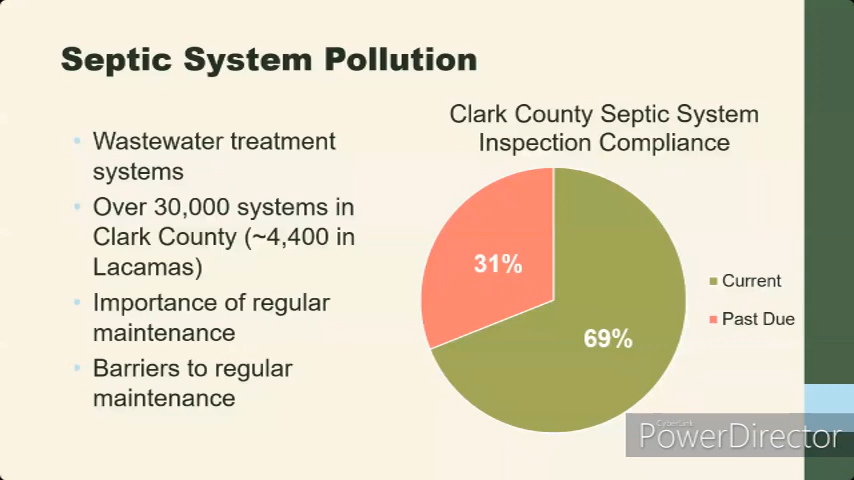 Septic System Pollution
Wastewater treatment
systems
Over 30,000 systems in
Clark County (~4,400 in
Lacamas)
Importance of regular
maintenance
Barriers to regular
maintenance
Clark County Septic System
Inspection Compliance
31%
69%
Current
Past Due
CyberLink
PowerDirector